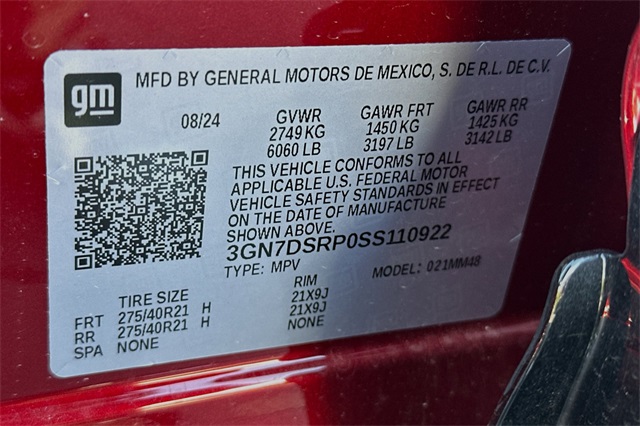 gm
MFD BY GENERAL MOTORS DE MEXICO, S. DE R.L. DE C.V.
08/24
GVWR GAWR FRT GAWR RR
2749 KG 1450 KG 1425 KG
6060 LB 3197 LB 3142 LB
THIS VEHICLE CONFORMS TO ALL
APPLICABLE U.S. FEDERAL MOTOR
VEHICLE SAFETY STANDARDS IN EFFECT
ON THE DATE OF MANUFACTURE
SHOWN ABOVE.
3GN7DSRP0SS110922
TYPE: MPV MODEL: 021MM48
TIRE SIZE RIM
FRT 275/40R21 H 21X9J
RR 275/40R21 H 21X9J
SPA NONE NONE